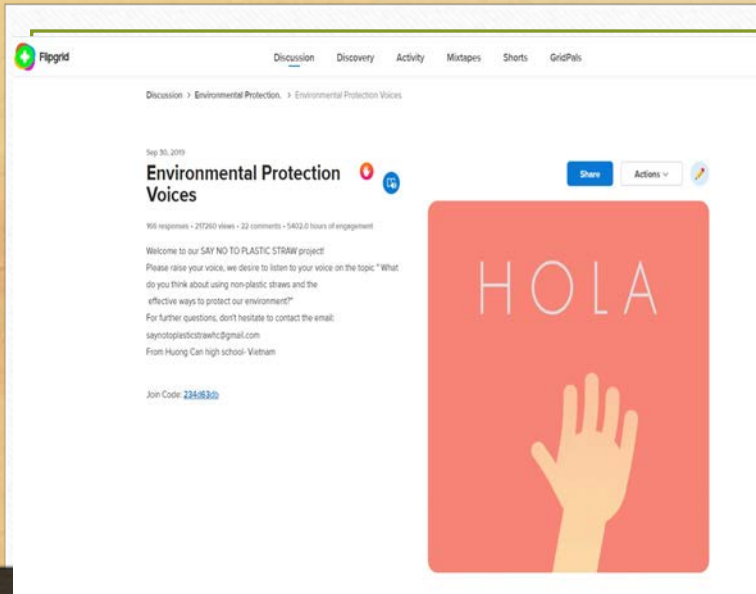 Flipgrid
Discussion Discovery Activity Mixtapes Shorts GridPals
Discussion > Environmental Protection. > Environmental Protection Voices
Sep 30, 2019
Environmental Protection
Voices
Share
Actions
166 responses • 217260 views • 22 comments • 5402.0 hours of engagement
Welcome to our SAY NO TO PLASTIC STRAW project!
Please raise your voice, we desire to listen to your voice on the topic " What
do you think about using non-plastic straws and the
effective ways to protect our environment?"
For further questions, don't hesitate to contact the email:
saynotoplasticstrawhc@gmail.com
From Huong Can high school- Vietnam
Join Code: 234d63db
HOLA